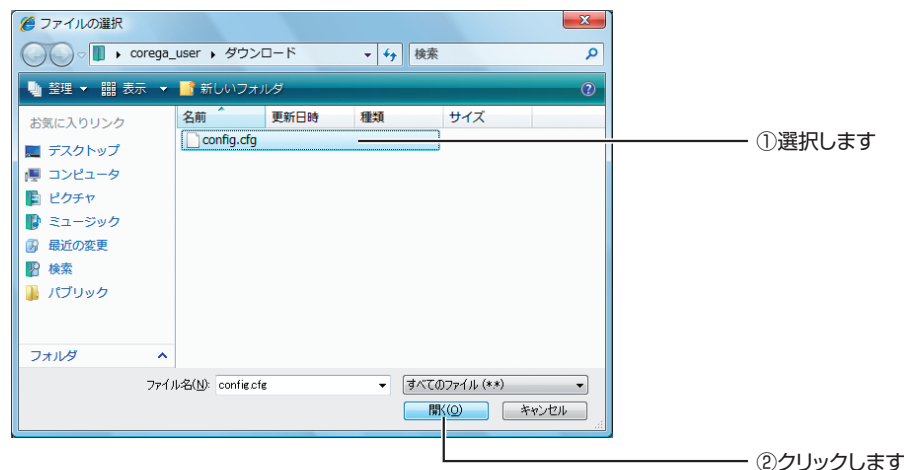 ファイルの選択
corega_user ダウンロード
検索
整理 表示 新しいフォルダ
お気に入りリンク
名前 更新日時 種類 サイズ
config.cfg
①選択します
デスクトップ
コンピュータ
ピクチャ
ミュージック
最近の変更
検索
パブリック
フォルダ
ファイル名(N): config.cfg
すべてのファイル (*.*)
開く(O) キャンセル
②クリックします